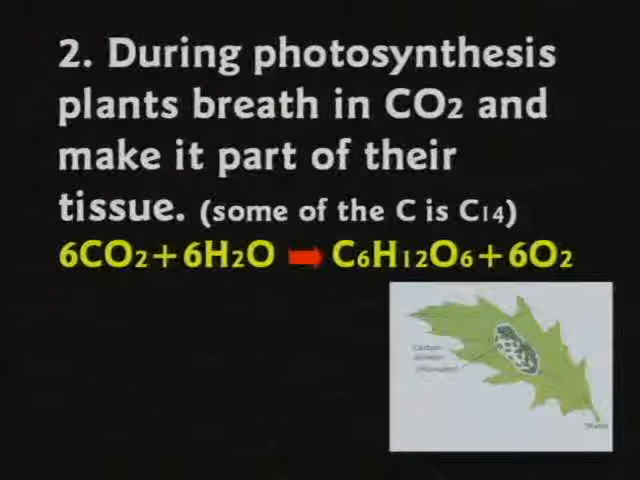 2. During photosynthesis
plants breath in CO2 and
make it part of their
tissue. (some of the C is C14)
6CO2+6H2O ➡ C6H12O6+6O2